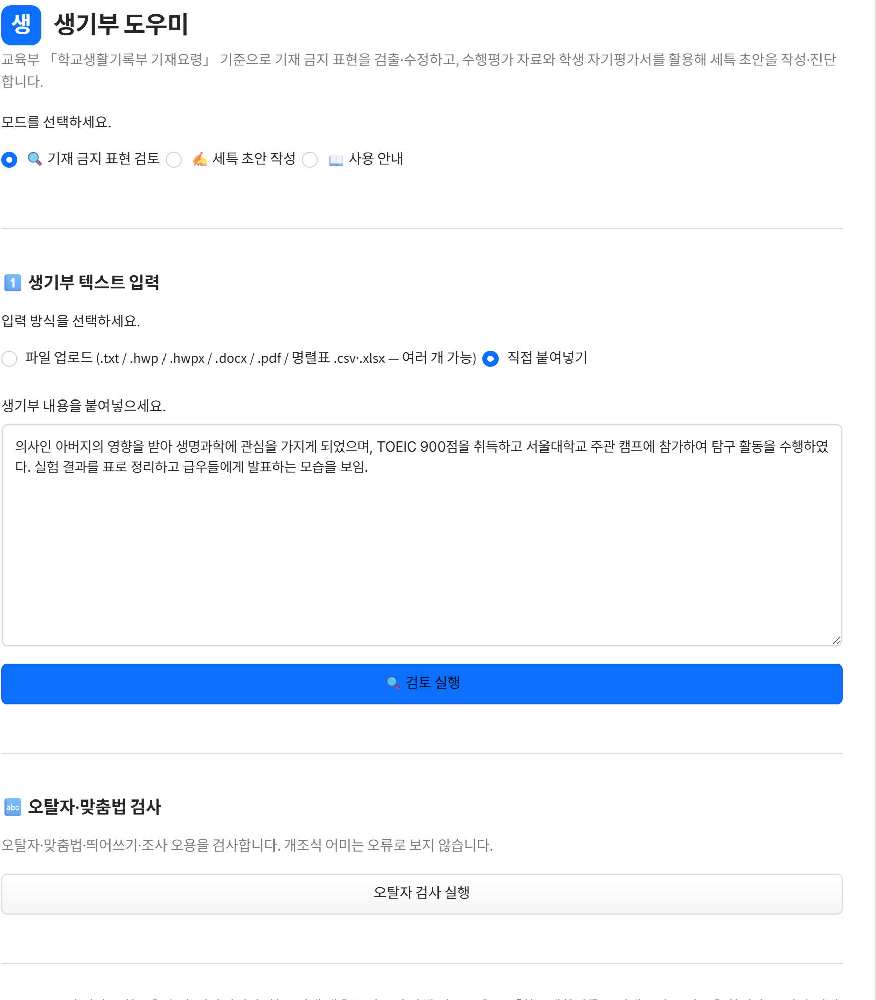 생 생기부 도우미
교육부 「학교생활기록부 기재요령」 기준으로 기재 금지 표현을 검출·수정하고, 수행평가 자료와 학생 자기평가서를 활용해 세특 초안을 작성·진단
합니다.
모드를 선택하세요.
🔍 기재 금지 표현 검토 ✍️ 세특 초안 작성 📖 사용 안내
1 생기부 텍스트 입력
입력 방식을 선택하세요.
파일 업로드 (.txt / .hwp / .hwpx / .docx / .pdf / 명렬표 .csv·.xlsx — 여러 개 가능) 직접 붙여넣기
생기부 내용을 붙여넣으세요.
의사인 아버지의 영향을 받아 생명과학에 관심을 가지게 되었으며, TOEIC 900점을 취득하고 서울대학교 주관 캠프에 참가하여 탐구 활동을 수행하였
다. 실험 결과를 표로 정리하고 급우들에게 발표하는 모습을 보임.
🔍 검토 실행
abc 오탈자·맞춤법 검사
오탈자·맞춤법·띄어쓰기·조사 오용을 검사합니다. 개조식 어미는 오류로 보지 않습니다.
오탈자 검사 실행